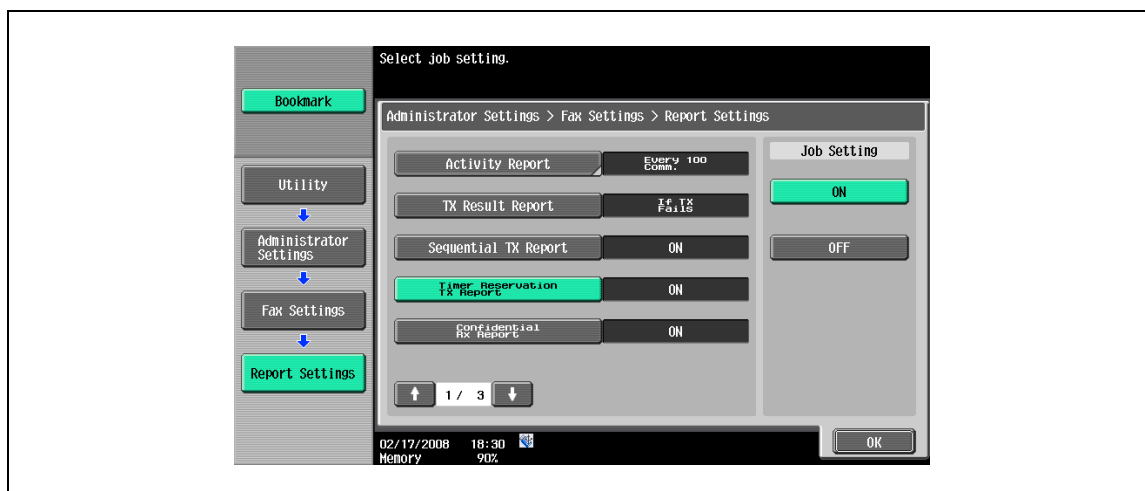 Select job setting.
Bookmark
Administrator Settings > Fax Settings > Report Settings
Activity Report
Every 100
Comm.
Job Setting
Utility
ON
TX Result Report
If TX
Fails
Administrator
Settings
Sequential TX Report
ON
OFF
Timer Reservation
TX Report
ON
Fax Settings
Confidential
Rx Report
ON
Report Settings
1 / 3
02/17/2008 18:30
OK
Memory 90%